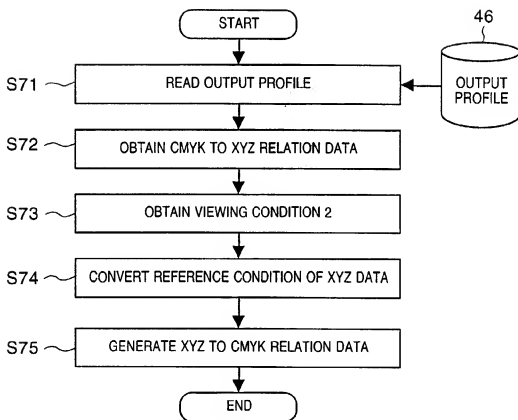 START
46
S71
READ OUTPUT PROFILE
OUTPUT
PROFILE
S72
OBTAIN CMYK TO XYZ RELATION DATA
S73
OBTAIN VIEWING CONDITION 2
S74
CONVERT REFERENCE CONDITION OF XYZ DATA
S75
GENERATE XYZ TO CMYK RELATION DATA
END